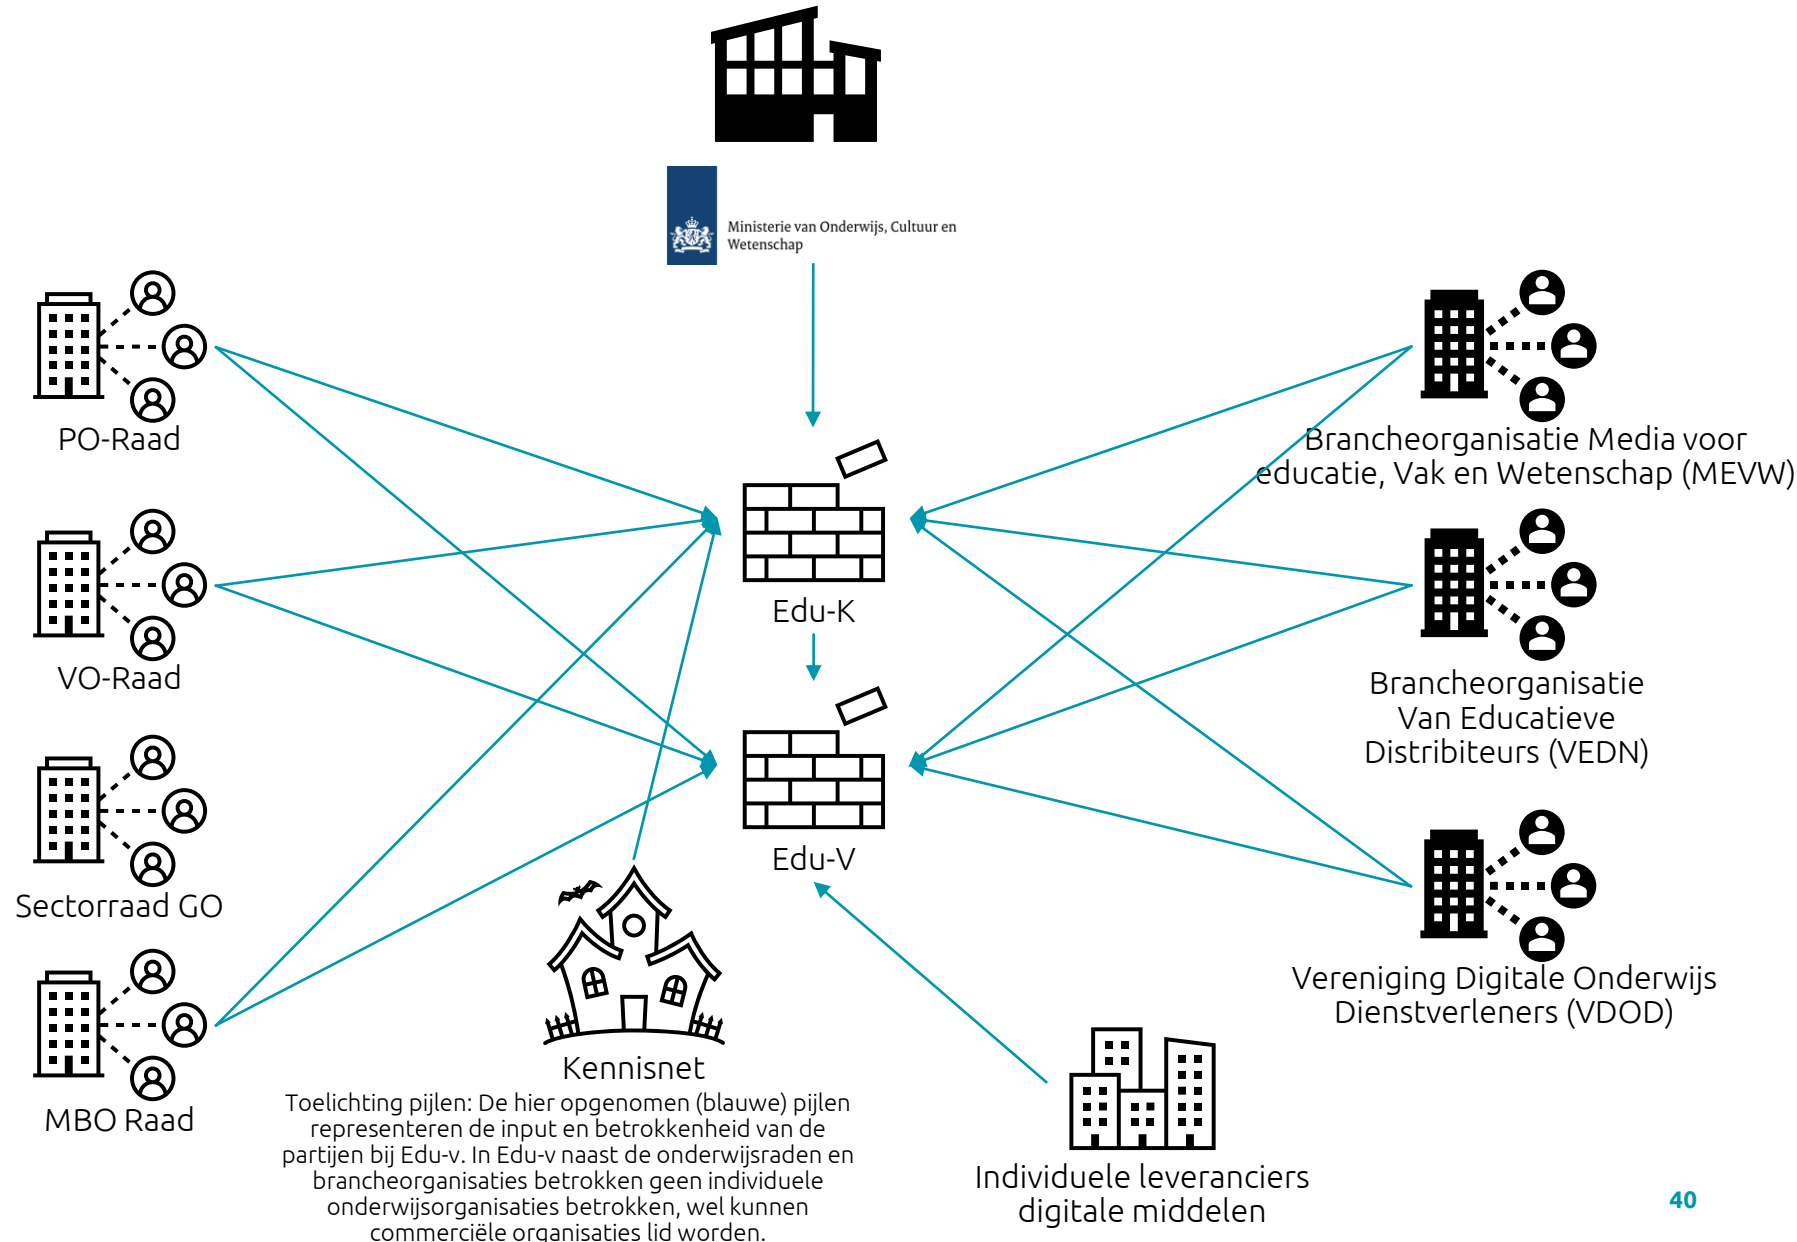 Ministerie van Onderwijs, Cultuur en
Wetenschap
PO-Raad
VO-Raad
Sectorraad GO
MBO Raad
Edu-K
Edu-V
Kennisnet
Toelichting pijlen: De hier opgenomen (blauwe) pijlen
representeren de input en betrokkenheid van de
partijen bij Edu-v. In Edu-v naast de onderwijsraden en
brancheorganisaties betrokken geen individuele
onderwijsorganisaties betrokken, wel kunnen
commerciële organisaties lid worden.
Brancheorganisatie Media voor
educatie, Vak en Wetenschap (MEVW)
Brancheorganisatie
Van Educatieve
Distribiteurs (VEDN)
Vereniging Digitale Onderwijs
Dienstverleners (VDOD)
Individuele leveranciers
digitale middelen
40